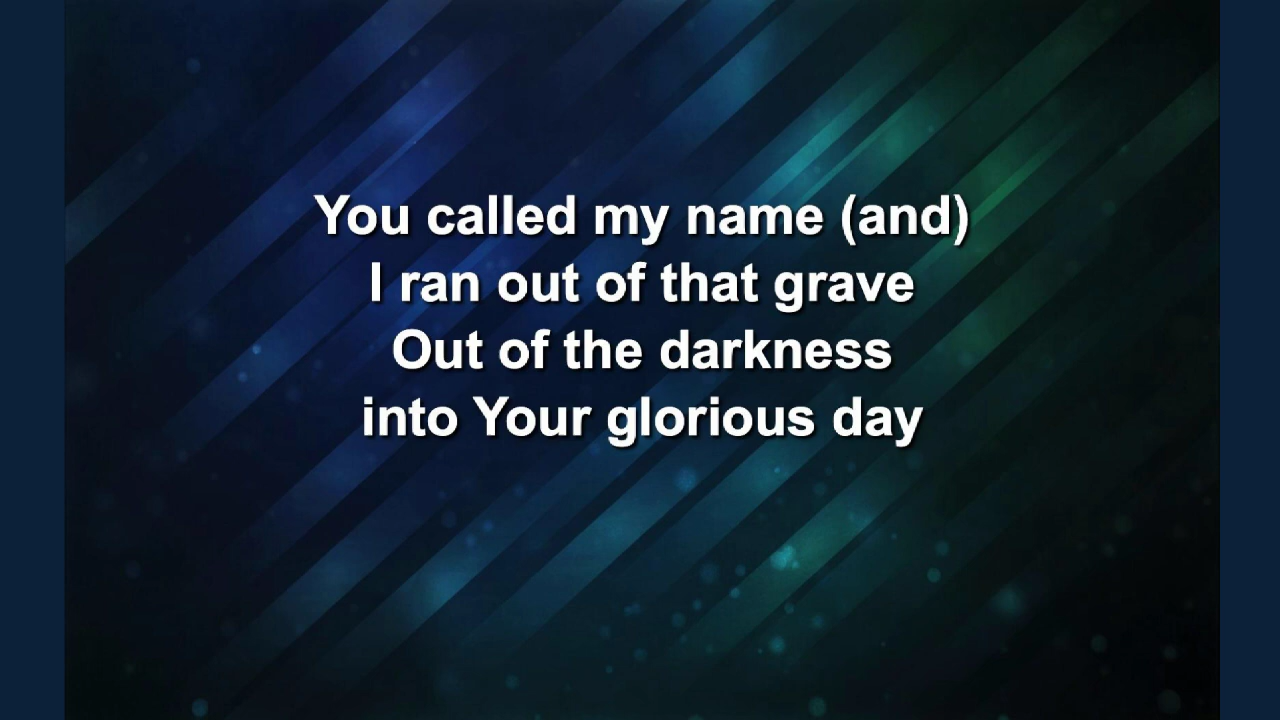 You called my name (and)
I ran out of that grave
Out of the darkness
into Your glorious day